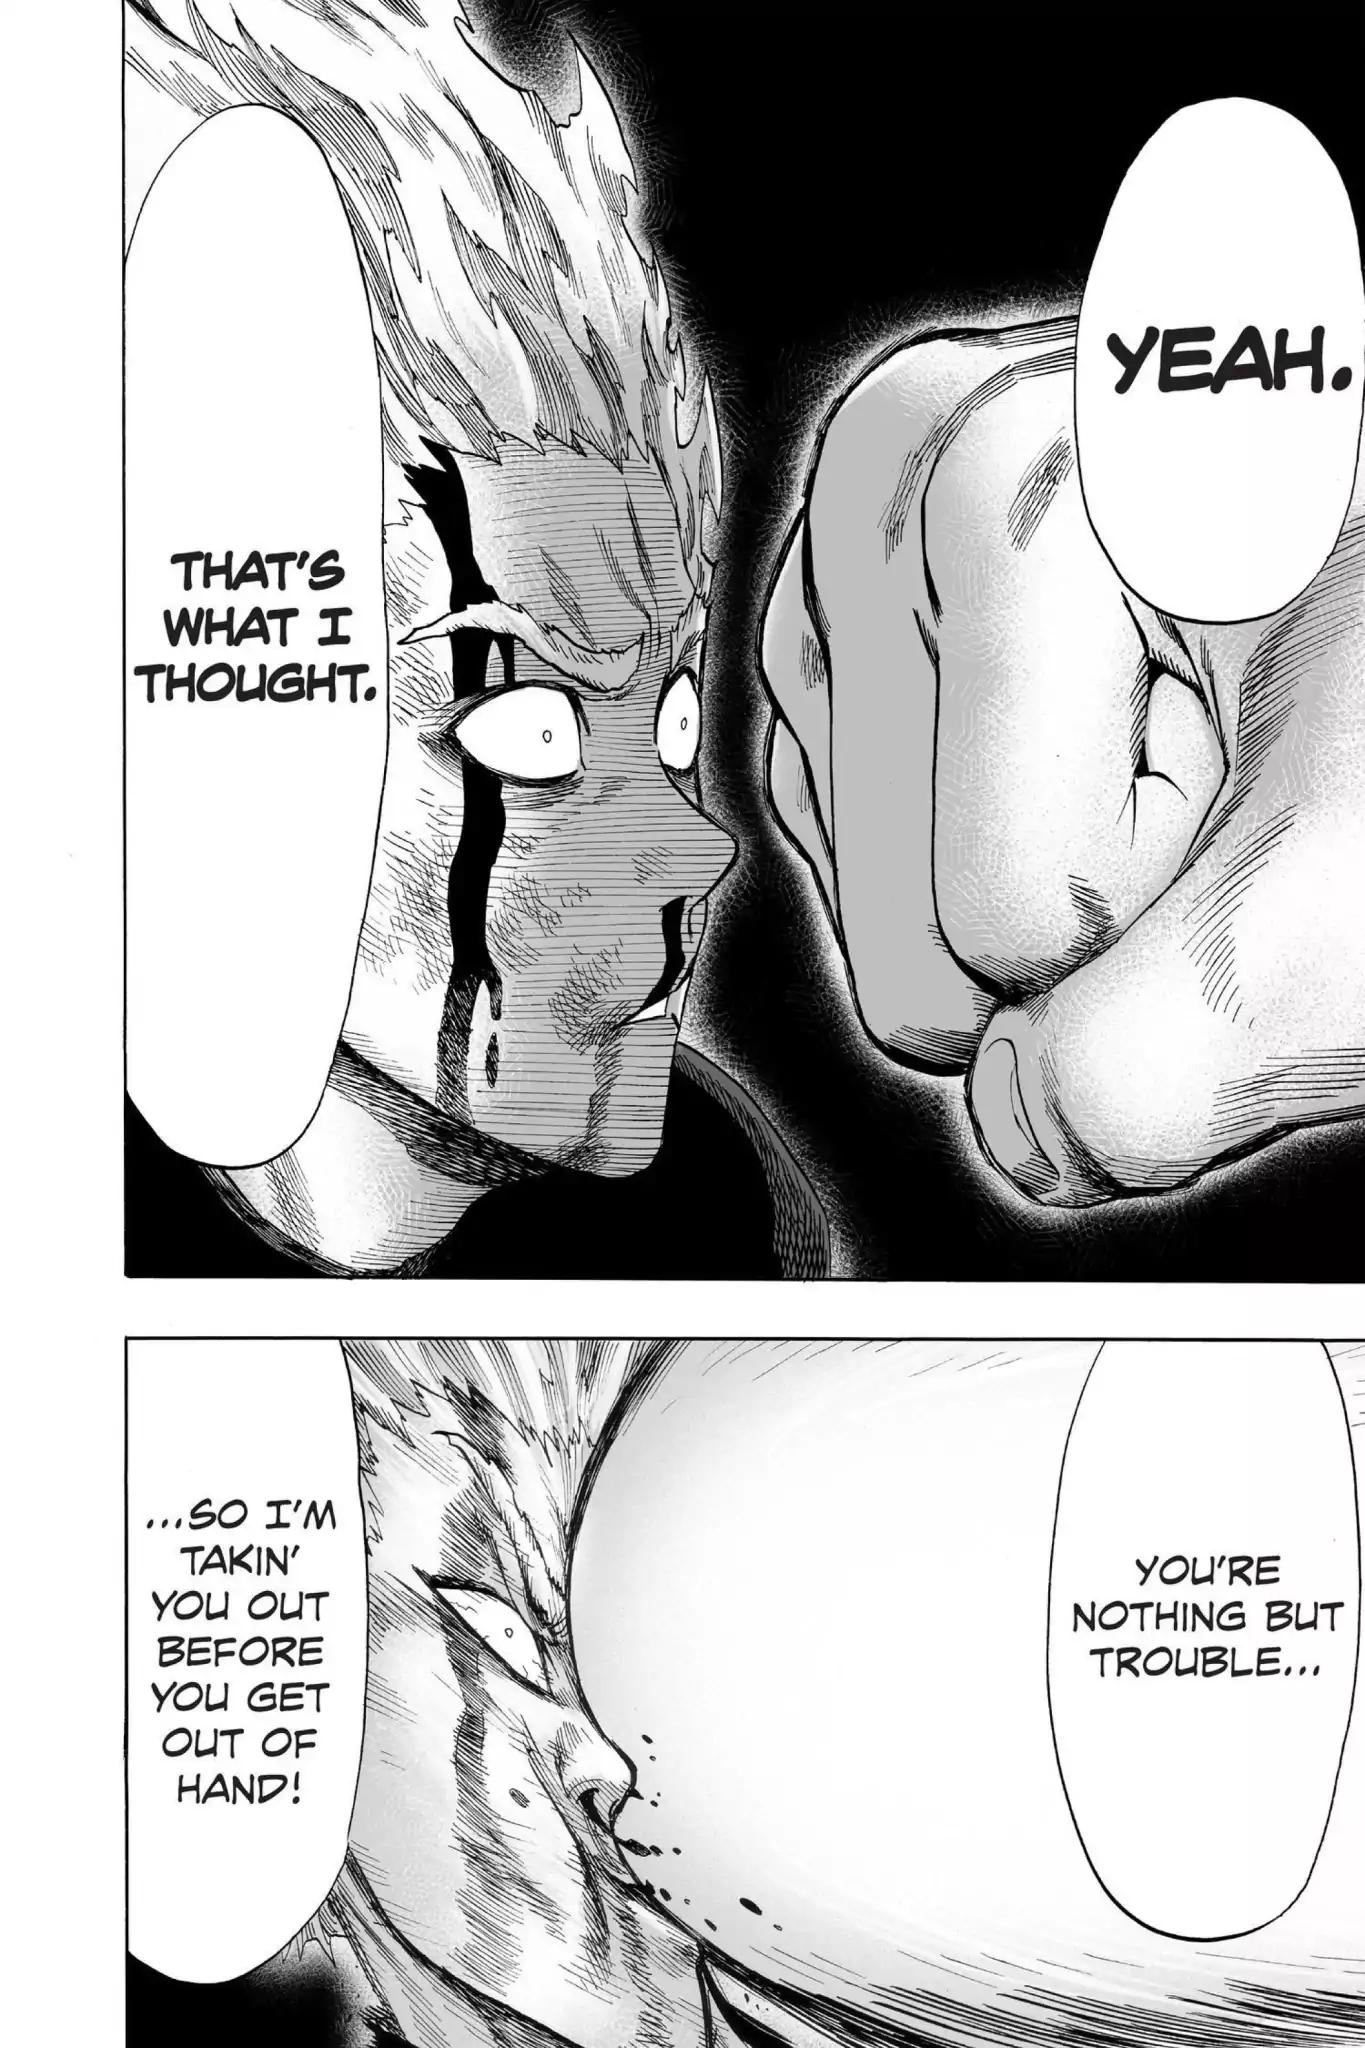 YEAH.
THAT'S
WHAT I
THOUGHT.
YOU'RE
NOTHING BUT
TROUBLE...
...SO I'M
TAKIN'
YOU OUT
BEFORE
YOU GET
OUT OF
HAND!